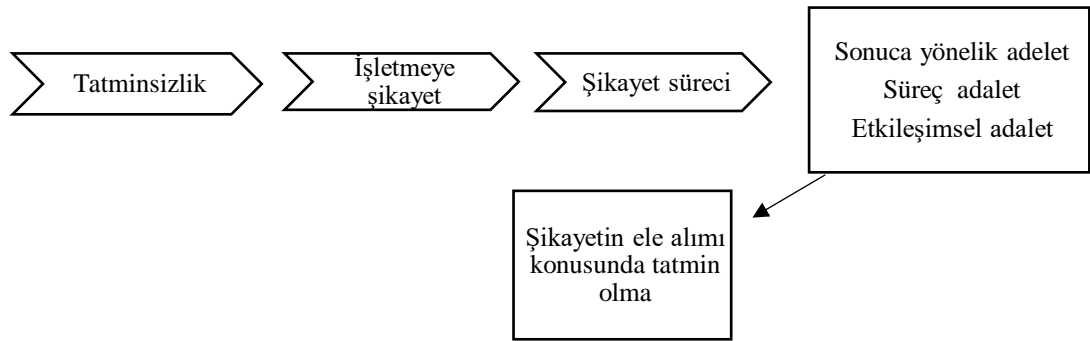 Tatminsizlik
İşletmeye
şikayet
Şikayet süreci
Sonuca yönelik adelet
Süreç adalet
Etkileşimsel adalet
Şikayetin ele alımı
konusunda tatmin
olma